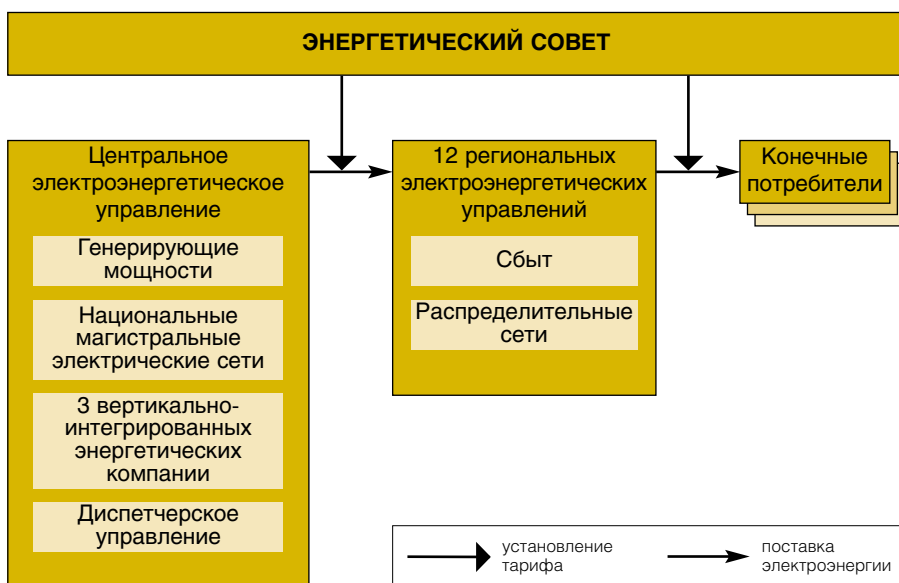 ЭНЕРГЕТИЧЕСКИЙ СОВЕТ
Центральное
электроэнергетическое
управление
Генерирующие
мощности
Национальные
магистральные
электрические сети
3 вертикально-
интегрированных
энергетических
компании
Диспетчерское
управление
12 региональных
электроэнергетических
управлений
Сбыт
Распределительные
сети
Конечные
потребители
установление
тарифа
поставка
электроэнергии